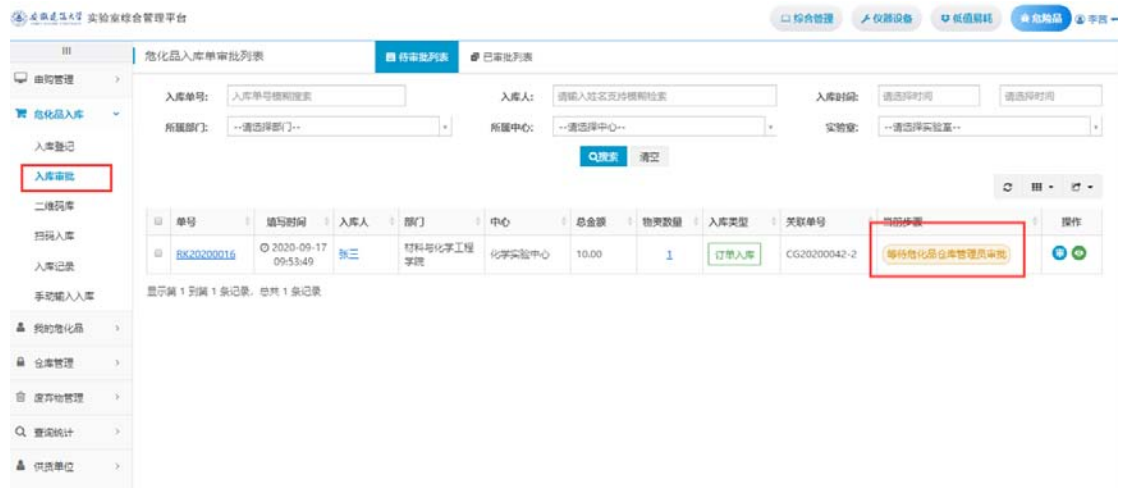 安徽建筑大学 实验室综合管理平台
综合管理 仪器设备 低值易耗 危险品 李茜
申购管理
危化品入库
入库登记
入库审批
二维码库
扫码入库
入库记录
手动输入入库
我的危化品
仓库管理
废弃物管理
查询统计
供货单位
危化品入库单审批列表 待审批列表 已审批列表
入库单号: 入库单号模糊搜索 入库人: 请输入姓名支持模糊检索 入库时间: 请选择时间 请选择时间
所属部门: --请选择部门-- 所属中心: --请选择中心-- 实验室: --请选择实验室--
搜索 清空
单号 填写时间 入库人 部门 中心 总金额 物资数量 入库类型 关联单号 当前步骤 操作
RK20200016 2020-09-17 09:53:49 张三 材料与化学工程学院 化学实验中心 10.00 1 订单入库 CG20200042-2 等待危化品仓库管理员审批
显示第 1 到第 1 条记录，总共 1 条记录